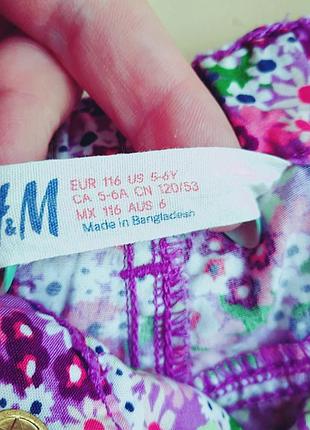 H&M
EUR 116 US 5-6Y
CA 5-6A CN 120/53
MX 116 AUS 6
Made in Bangladesh